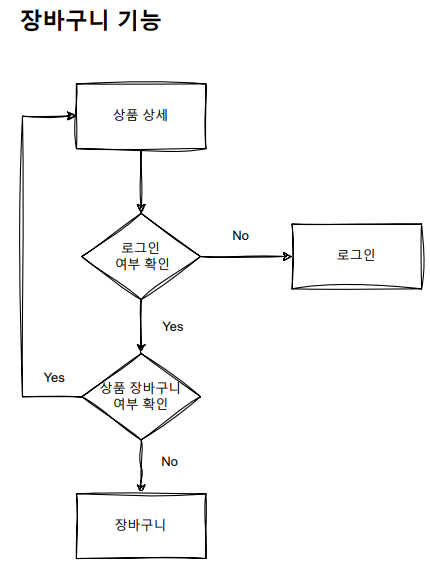 장바구니 기능
상품 상세
로그인
여부 확인
No
로그인
Yes
상품 장바구니
여부 확인
Yes
No
장바구니